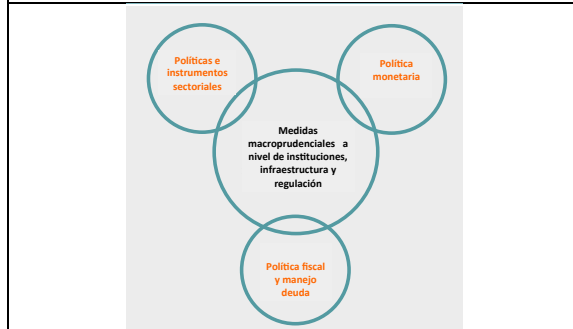 Políticas e
instrumentos
sectoriales
Política
monetaria
Medidas
macroprudenciales a
nivel de instituciones,
infraestructura y
regulación
Política fiscal
y manejo
deuda